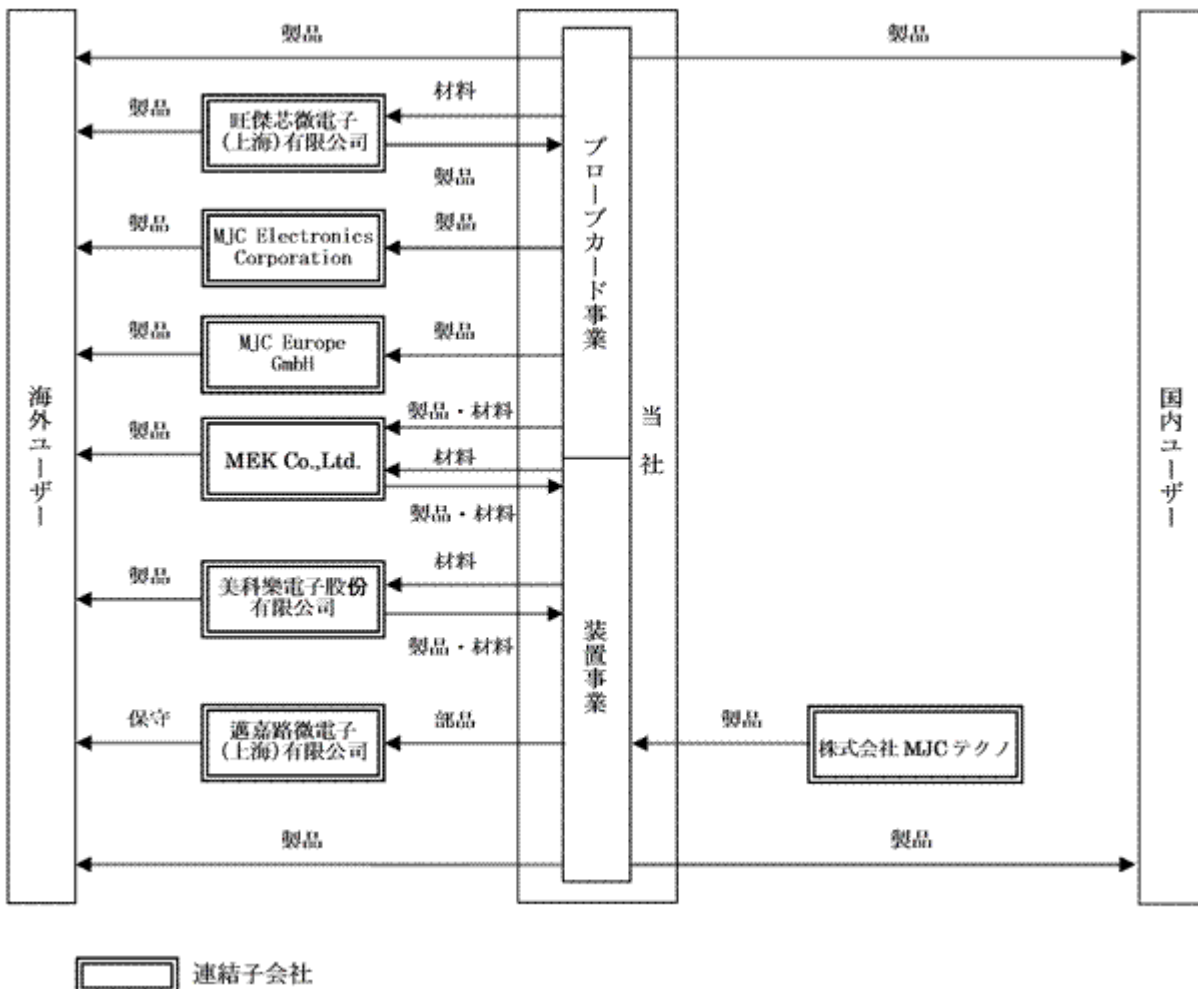 製品
製品
材料
製品
旺傑芯微電子
(上海)有限公司
製品
製品
製品
MJC Electronics
Corporation
製品
製品
MJC Europe
GmbH
製品・材料
製品
材料
MEK Co.,Ltd.
製品・材料
材料
製品
美科樂電子股份
有限公司
製品・材料
保守
部品
邁嘉路微電子
(上海)有限公司
製品
株式会社 MJC テクノ
製品
製品
海外ユーザー
プローブカード事業
装置事業
当社
国内ユーザー
連結子会社